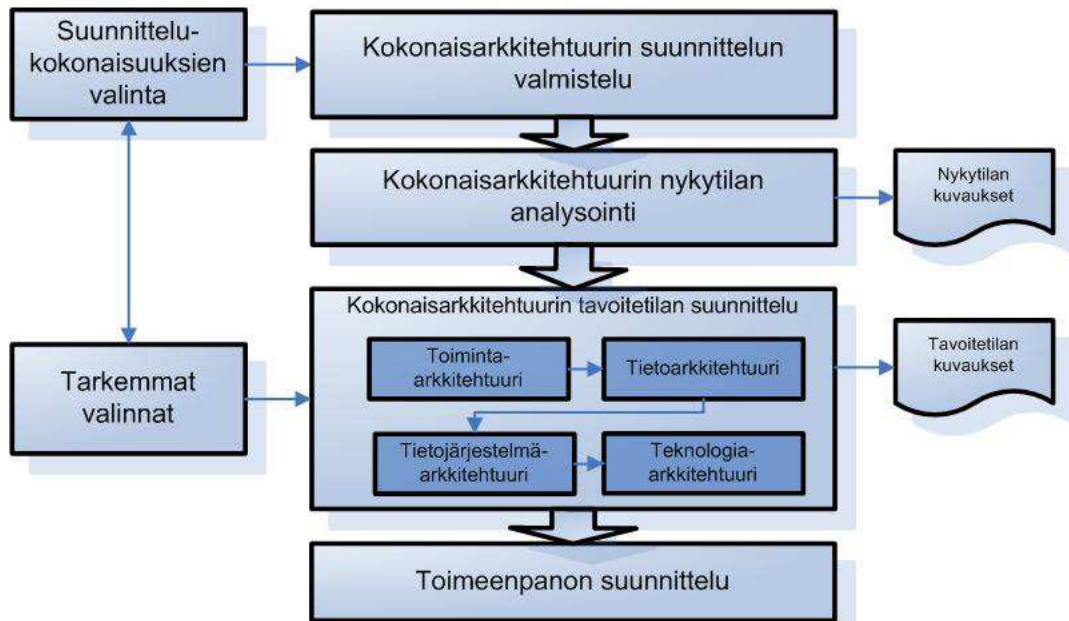 Suunnittelu-
kokonaisuuksien
valinta
Kokonaisarkkitehtuurin suunnittelun
valmistelu
Kokonaisarkkitehtuurin nykytilan
analysointi
Nykytilan
kuvaukset
Kokonaisarkkitehtuurin tavoitetilan suunnittelu
Toiminta-
arkkitehtuuri
Tietoarkkitehtuuri
Tietojärjestelmä-
arkkitehtuuri
Teknologia-
arkkitehtuuri
Tarkemmat
valinnat
Tavoitetilan
kuvaukset
Toimeenpanon suunnittelu